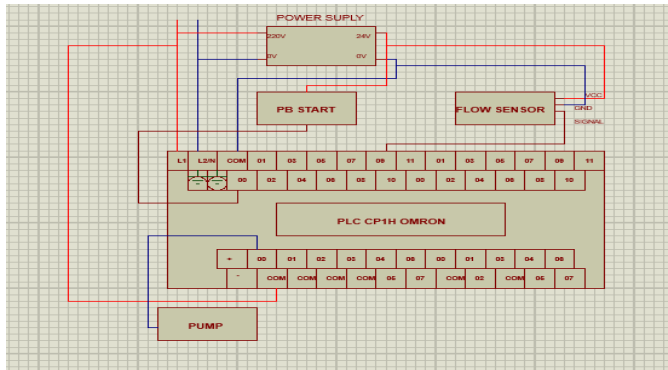 POWER SUPLY
220V 24V
0V 0V
PB START
FLOW SENSOR
VCC
GND
SIGNAL
L1 L2/N COM 01 03 05 07 09 11 01 03 05 07 09 11
00 02 04 06 08 10 00 02 04 06 08 10
PLC CP1H OMRON
+ 00 01 02 03 04 06 00 01 03 04 06
- COM COM COM COM 05 07 COM 02 COM 05 07
PUMP